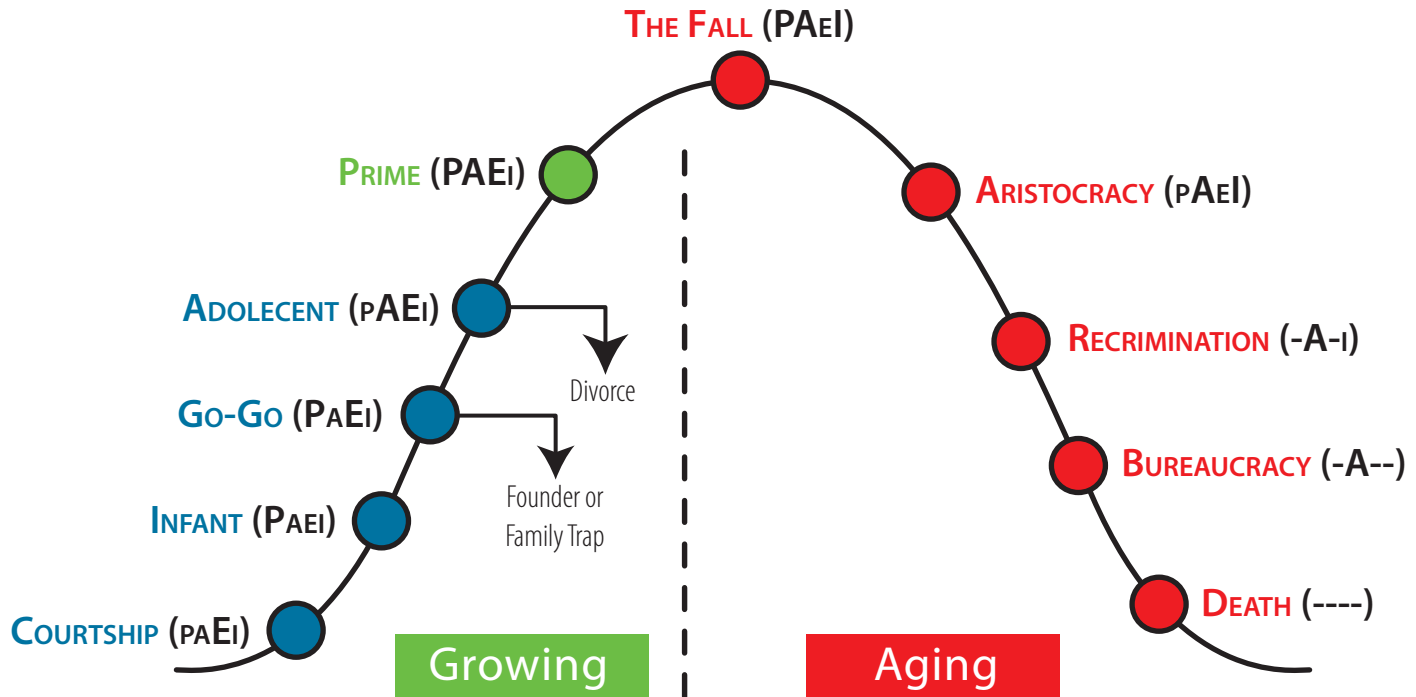 The Fall (PAeI)
Prime (PAEi)
Aristocracy (pAeI)
Adolecent (pAEi)
Recrimination (-A-i)
Divorce
Go-Go (PaEi)
Bureaucracy (-A--)
Founder or
Family Trap
Infant (Paei)
Death (----)
Courtship (paEi)
Growing
Aging